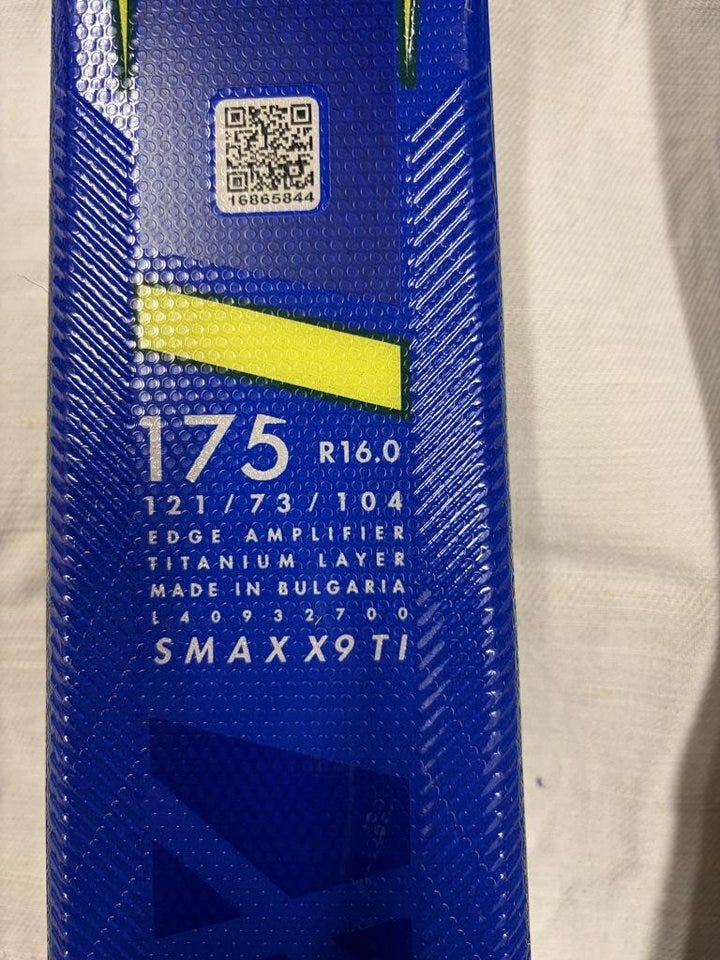 16865844
175 R16.0
121/73/104
EDGE AMPLIFIER
TITANIUM LAYER
MADE IN BULGARIA
L40932700
SMAX X9 TI